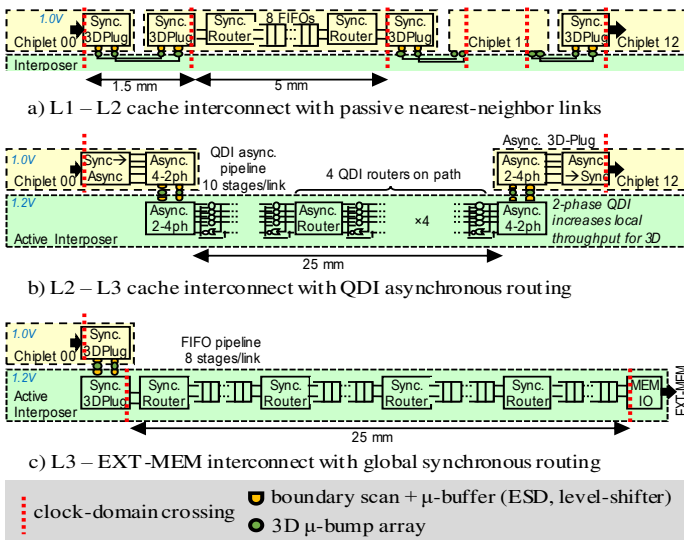 1.0V
Chiplet 00
Sync.
3DPlug
Sync.
3DPlug
Sync.
Router
8 FIFOs
Sync.
Router
Sync.
3DPlug
Chiplet 11
Sync.
3DPlug
Chiplet 12
Interposer
1.5 mm
5 mm
a) L1 – L2 cache interconnect with passive nearest-neighbor links
1.0V
Chiplet 00
Sync→
Async
Async.
4-2ph
QDI async.
pipeline
10 stages/link
4 QDI routers on path
Async. 3D-Plug
Async.
2-4ph
Async
→Sync
Chiplet 12
1.2V
Active Interposer
Async.
2-4ph
Async.
Router
×4
Async.
4-2ph
2-phase QDI
increases local
throughput for 3D
25 mm
b) L2 – L3 cache interconnect with QDI asynchronous routing
1.0V
Chiplet 00
Sync.
3DPlug
FIFO pipeline
8 stages/link
1.2V
Active
Interposer
Sync.
3DPlug
Sync.
Router
Sync.
Router
Sync.
Router
Sync.
Router
MEM
IO
EXT-MEM
25 mm
c) L3 – EXT-MEM interconnect with global synchronous routing
clock-domain crossing
boundary scan + μ-buffer (ESD, level-shifter)
3D μ-bump array